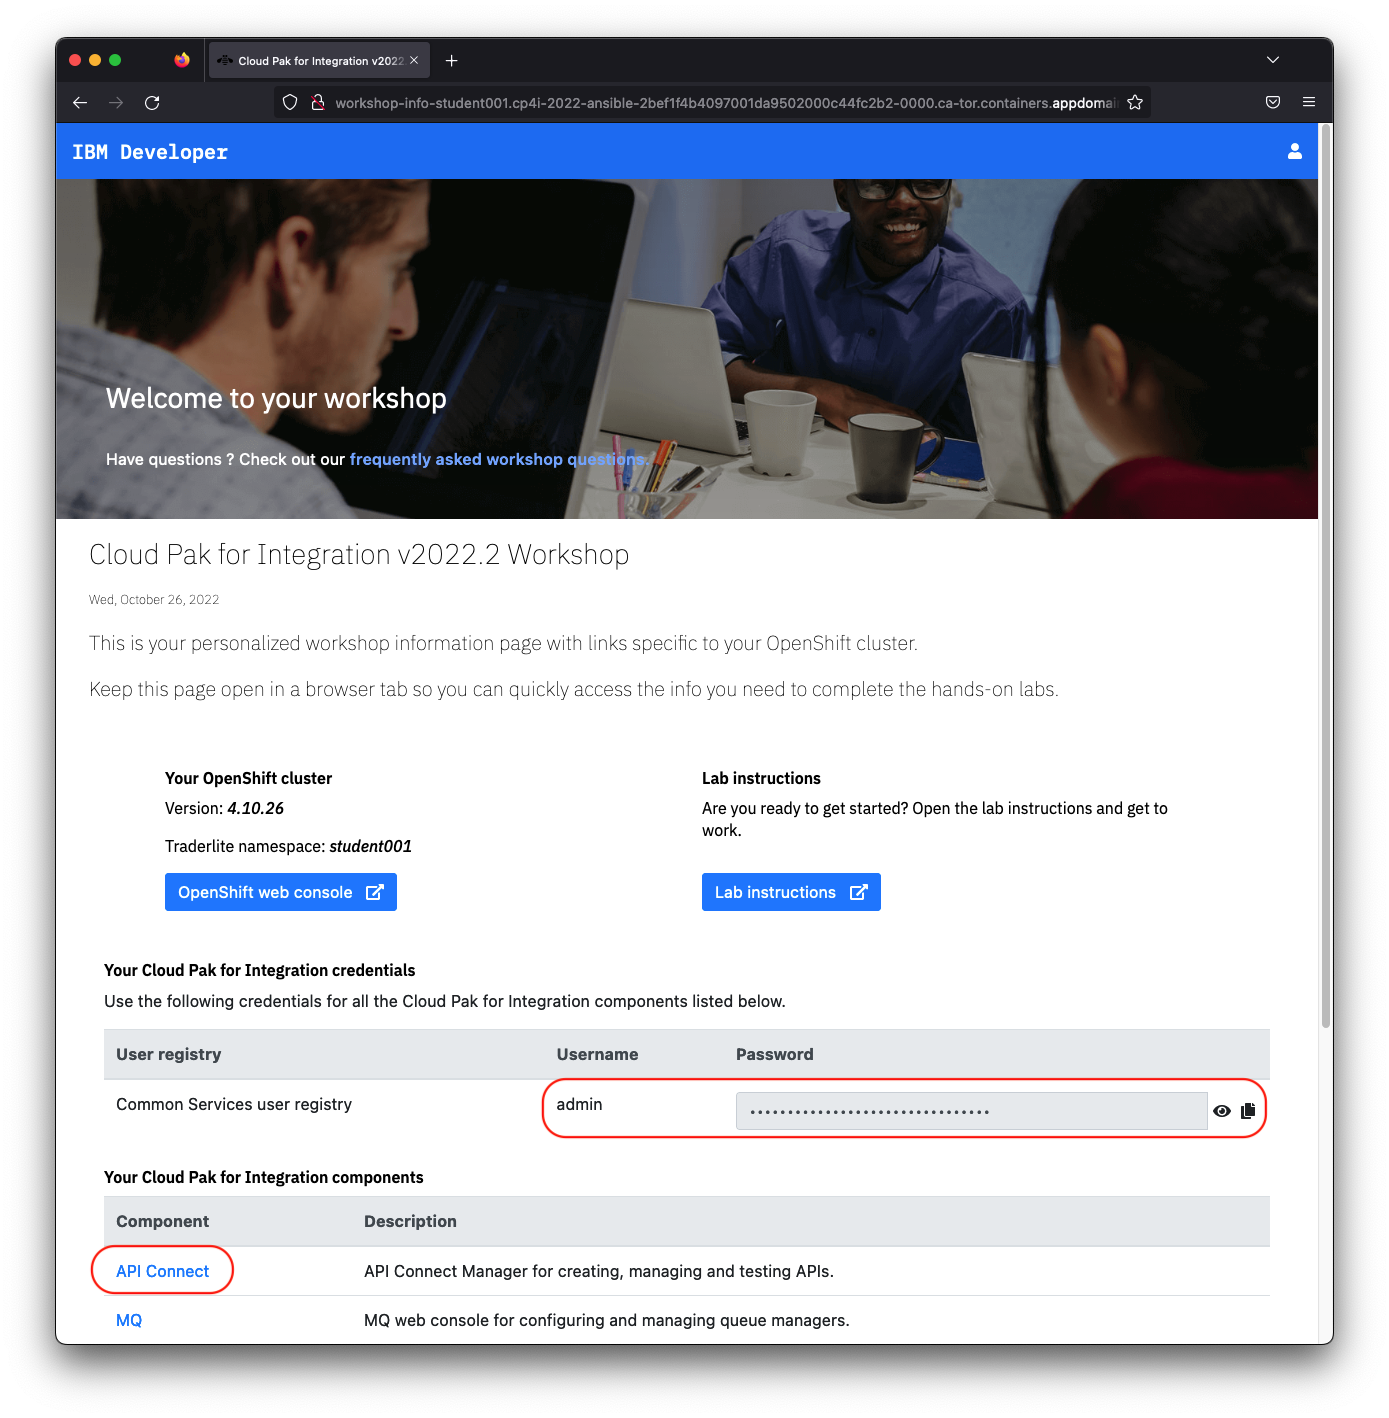 Cloud Pak for Integration v2022
workshop-info-student001.cp4i-2022-ansible-2bef1f4b4097001da9502000c44fc2b2-0000.ca-tor.containers.appdomai
IBM Developer
Welcome to your workshop
Have questions ? Check out our frequently asked workshop questions.
Cloud Pak for Integration v2022.2 Workshop
Wed, October 26, 2022
This is your personalized workshop information page with links specific to your OpenShift cluster.
Keep this page open in a browser tab so you can quickly access the info you need to complete the hands-on labs.
Your OpenShift cluster
Version: 4.10.26
Traderlite namespace: student001
OpenShift web console
Lab instructions
Are you ready to get started? Open the lab instructions and get to
work.
Lab instructions
Your Cloud Pak for Integration credentials
Use the following credentials for all the Cloud Pak for Integration components listed below.
User registry Username Password
Common Services user registry admin ••••••••••••••••••••••••••••••••
Your Cloud Pak for Integration components
Component Description
API Connect API Connect Manager for creating, managing and testing APIs.
MQ MQ web console for configuring and managing queue managers.